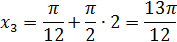 x₃ = π/12 + π/2 · 2 = 13π/12